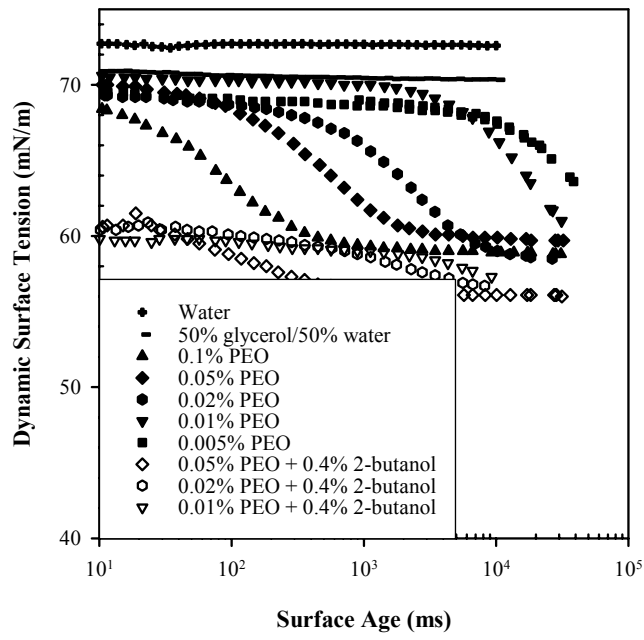 Dynamic Surface Tension (mN/m)
70
60
50
40
Water
50% glycerol/50% water
0.1% PEO
0.05% PEO
0.02% PEO
0.01% PEO
0.005% PEO
0.05% PEO + 0.4% 2-butanol
0.02% PEO + 0.4% 2-butanol
0.01% PEO + 0.4% 2-butanol
10¹ 10² 10³ 10⁴ 10⁵
Surface Age (ms)